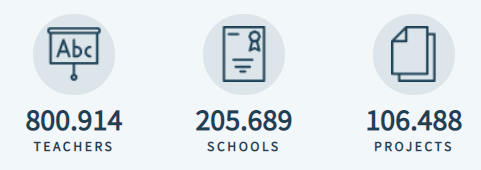 Abc
800.914 205.689 106.488
TEACHERS SCHOOLS PROJECTS